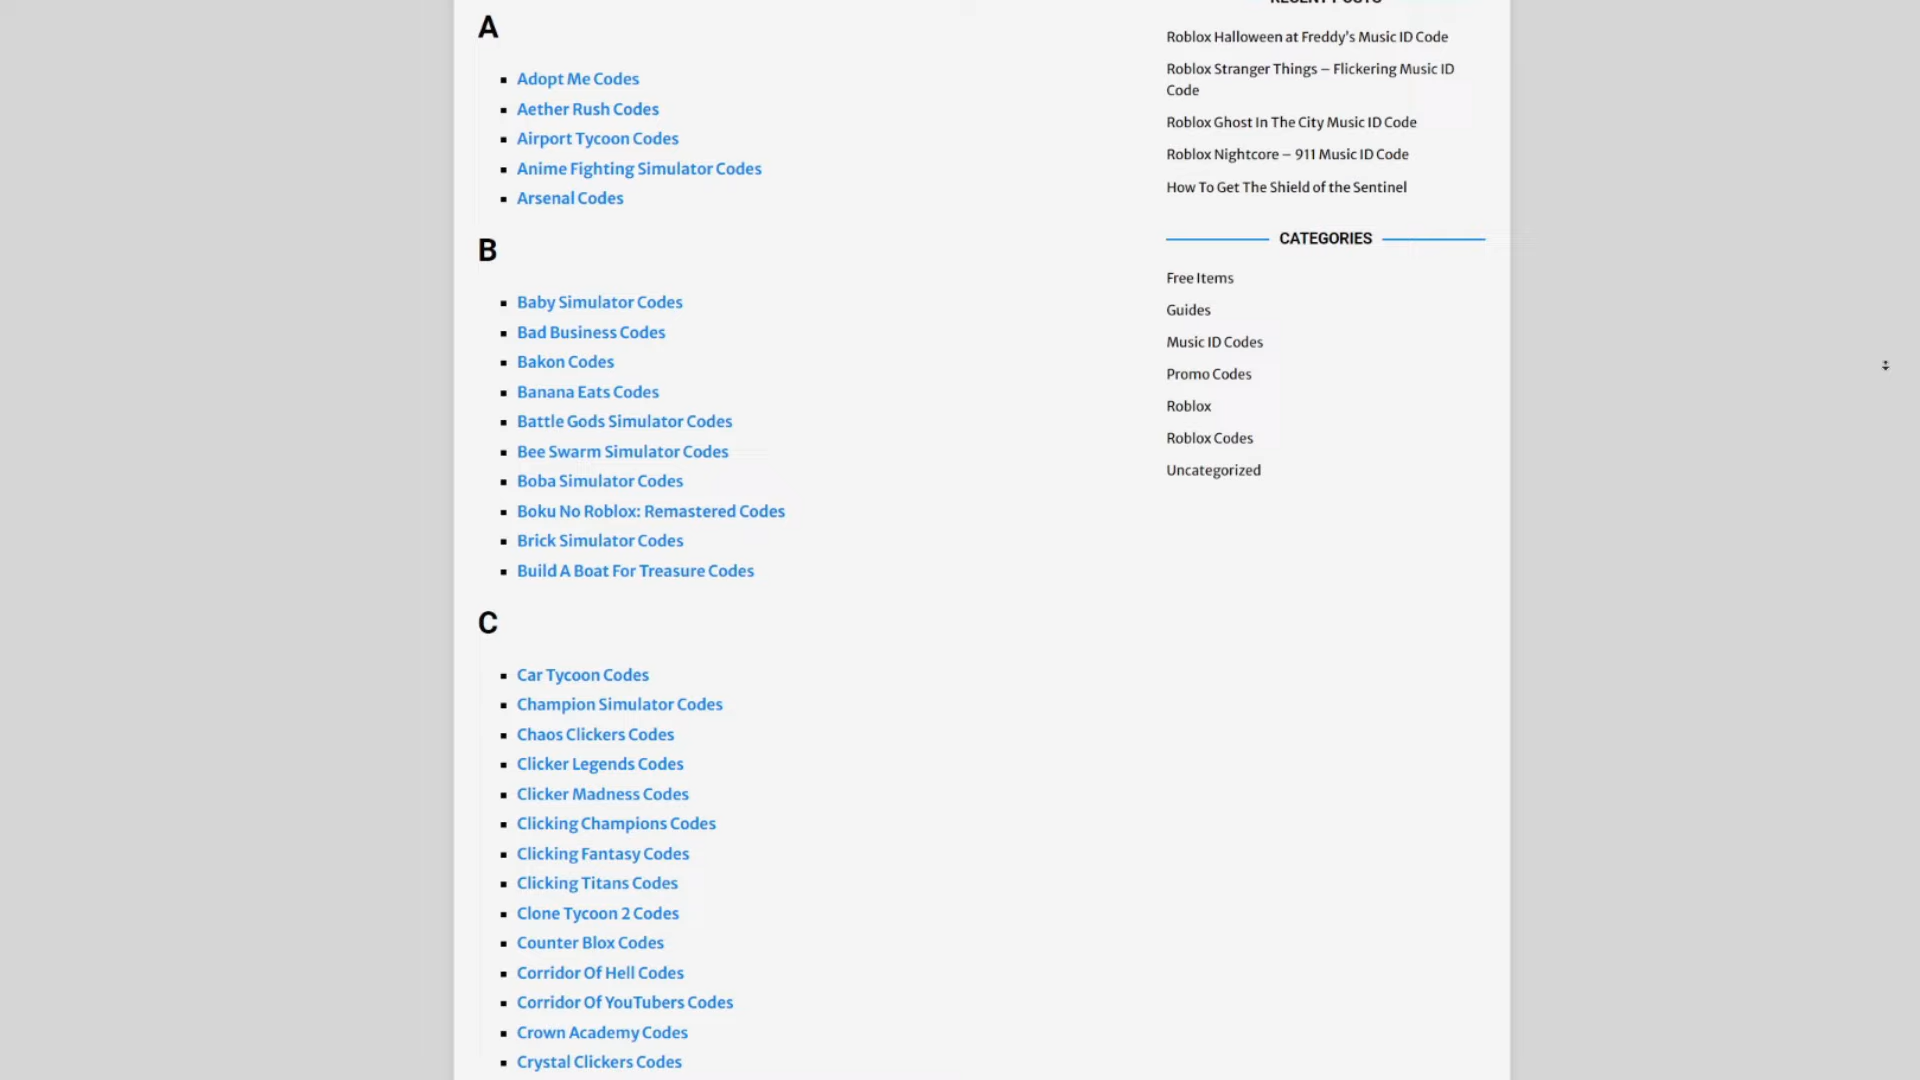 A
Adopt Me Codes
Aether Rush Codes
Airport Tycoon Codes
Anime Fighting Simulator Codes
Arsenal Codes
B
Baby Simulator Codes
Bad Business Codes
Bakon Codes
Banana Eats Codes
Battle Gods Simulator Codes
Bee Swarm Simulator Codes
Boba Simulator Codes
Boku No Roblox: Remastered Codes
Brick Simulator Codes
Build A Boat For Treasure Codes
C
Car Tycoon Codes
Champion Simulator Codes
Chaos Clickers Codes
Clicker Legends Codes
Clicker Madness Codes
Clicking Champions Codes
Clicking Fantasy Codes
Clicking Titans Codes
Clone Tycoon 2 Codes
Counter Blox Codes
Corridor Of Hell Codes
Corridor Of YouTubers Codes
Crown Academy Codes
Crystal Clickers Codes
RECENT POSTS
Roblox Halloween at Freddy's Music ID Code
Roblox Stranger Things – Flickering Music ID
Code
Roblox Ghost In The City Music ID Code
Roblox Nightcore – 911 Music ID Code
How To Get The Shield of the Sentinel
CATEGORIES
Free Items
Guides
Music ID Codes
Promo Codes
Roblox
Roblox Codes
Uncategorized